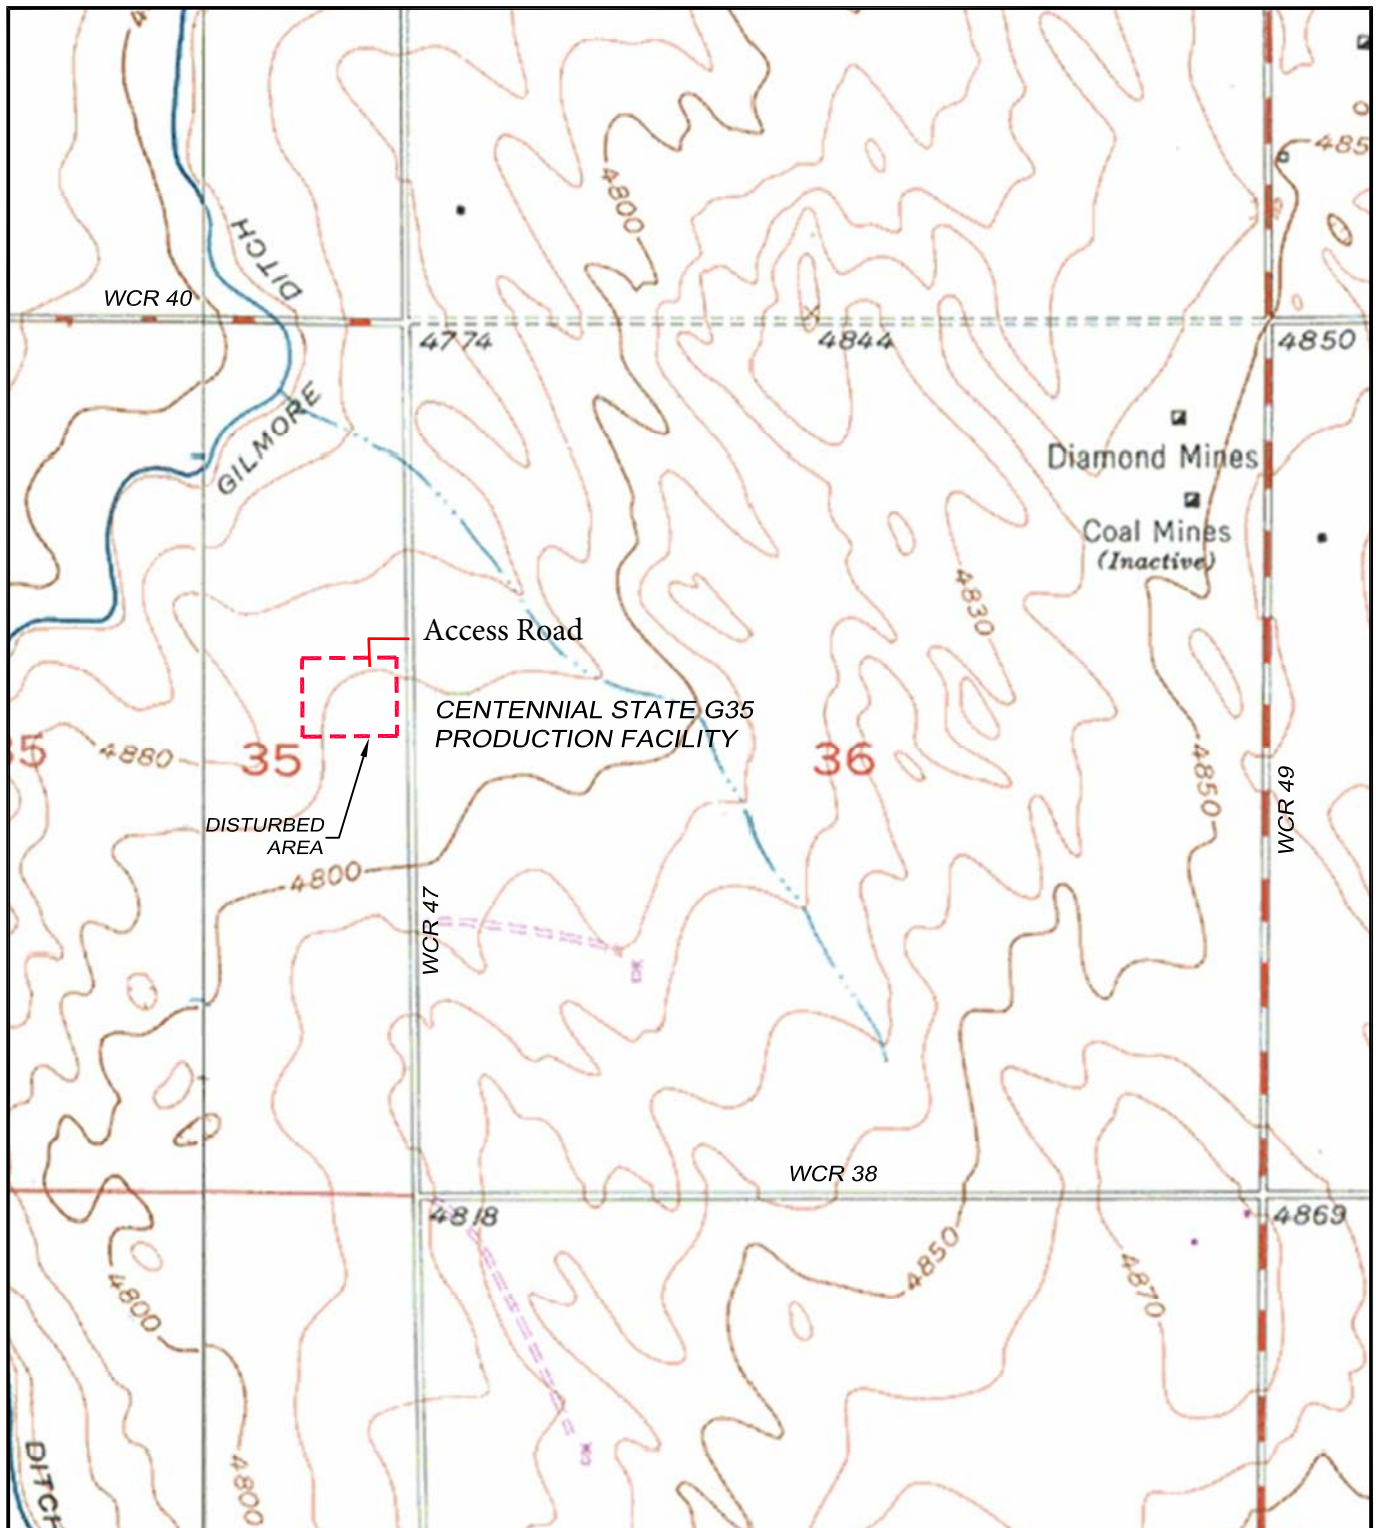 4
485
4800
DITCH
WCR 40
4774
4844
4850
GILMORE
Diamond Mines
Coal Mines
(Inactive)
4830
Access Road
CENTENNIAL STATE G35
PRODUCTION FACILITY
35
4880
35
36
4850
WCR 49
DISTURBED
AREA
4800
WCR 47
WCR 38
4818
4869
4850
4870
4800
4800
DITCH